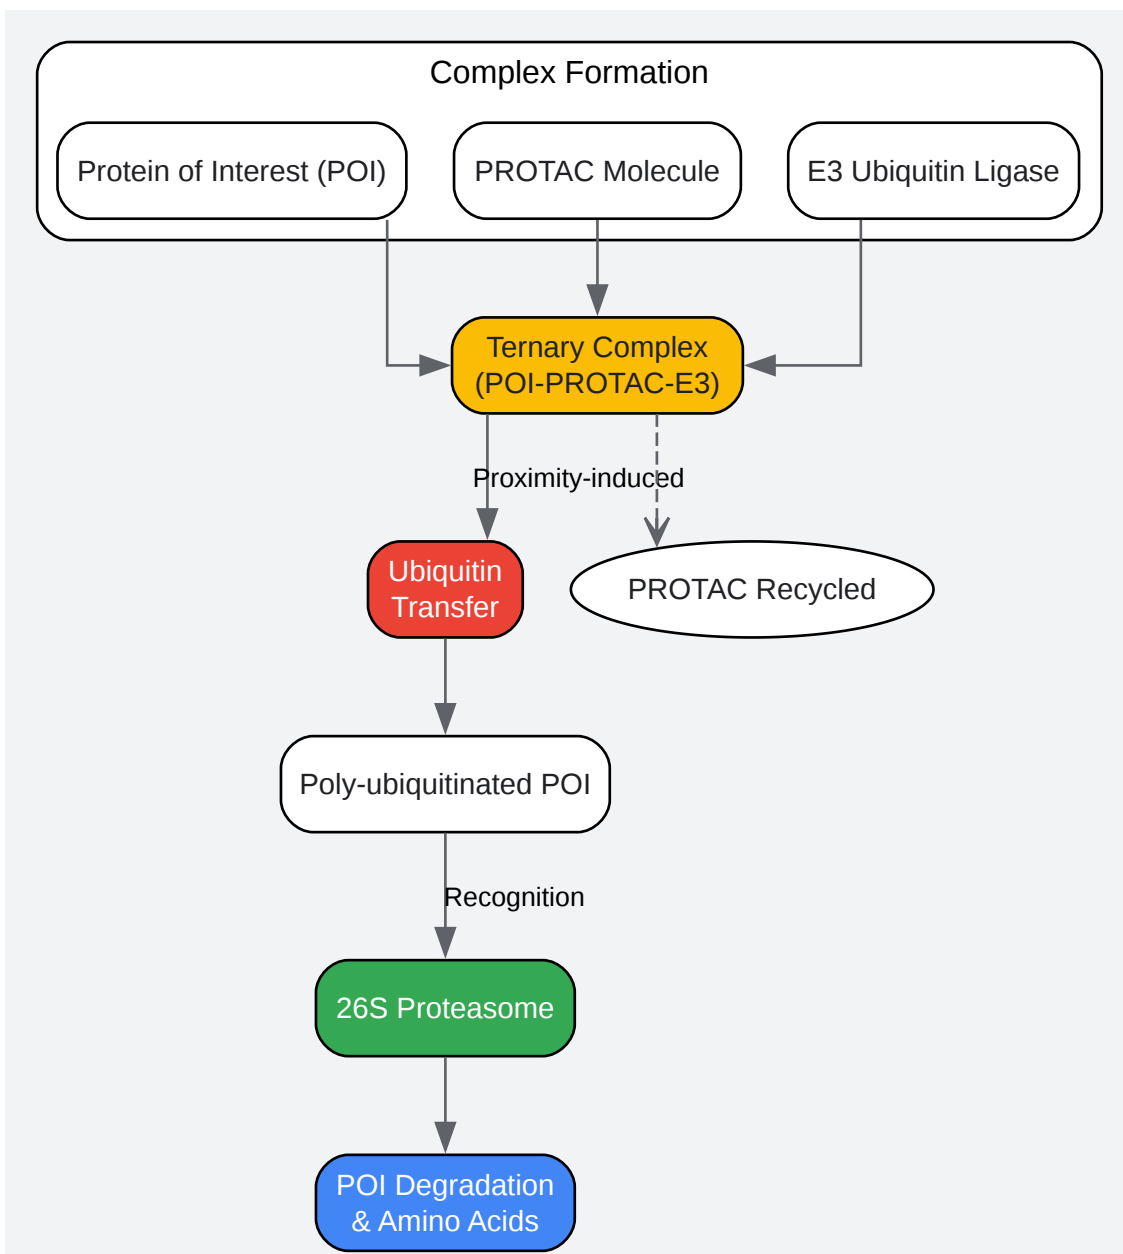 Complex Formation
Protein of Interest (POI)
PROTAC Molecule
E3 Ubiquitin Ligase
Ternary Complex
(POI-PROTAC-E3)
Proximity-induced
Ubiquitin
Transfer
PROTAC Recycled
Poly-ubiquitinated POI
Recognition
26S Proteasome
POI Degradation
& Amino Acids